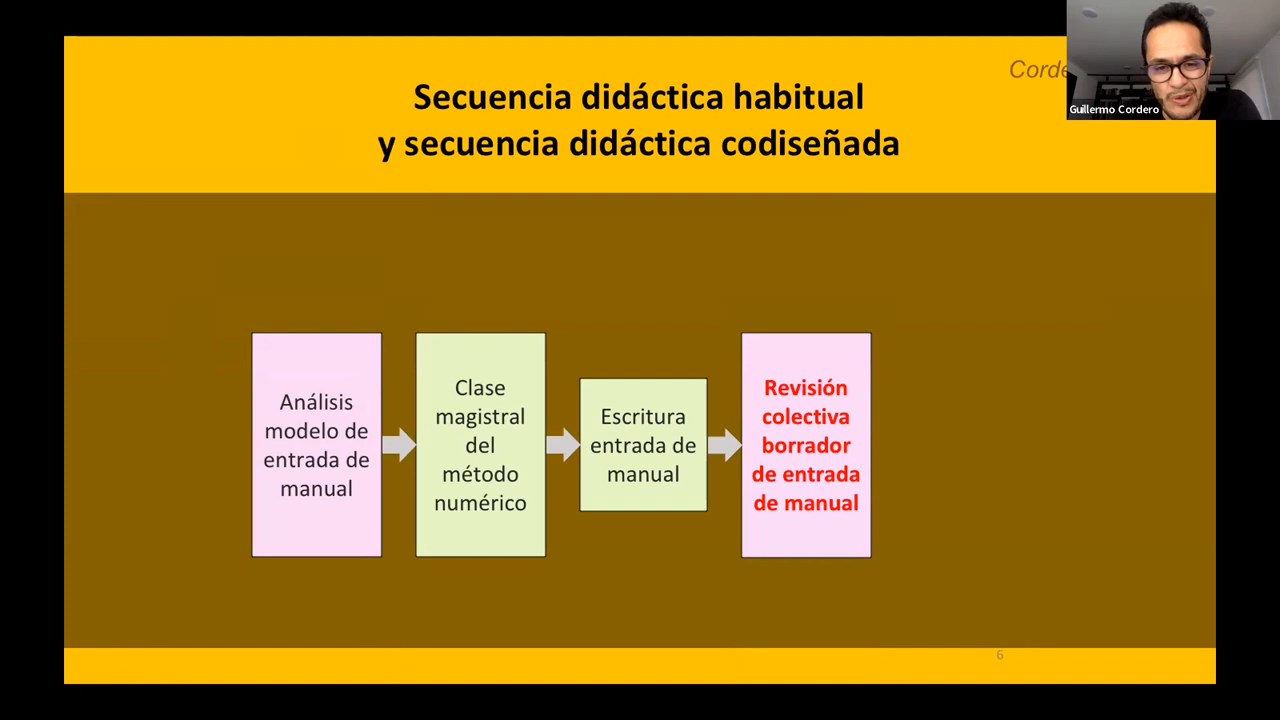 Secuencia didáctica habitual
y secuencia didáctica codiseñada
Guillermo Cordero
Análisis
modelo de
entrada de
manual
Clase
magistral
del
método
numérico
Escritura
entrada de
manual
Revisión
colectiva
borrador
de entrada
de manual
6